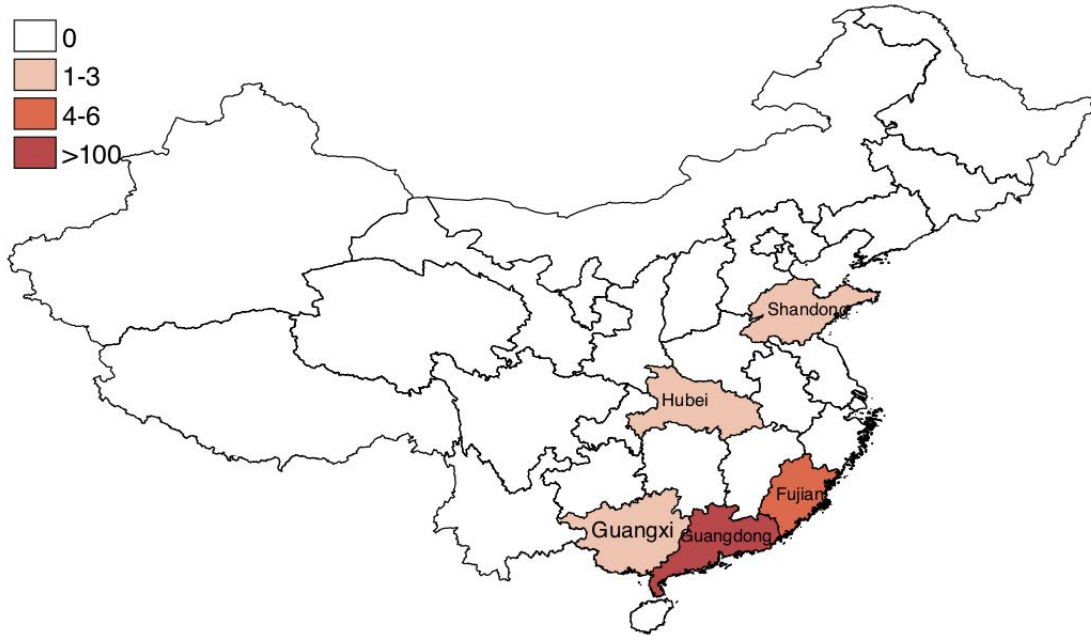 0
1-3
4-6
>100
Shandong
Hubei
Fujian
Guangxi
Guangdong